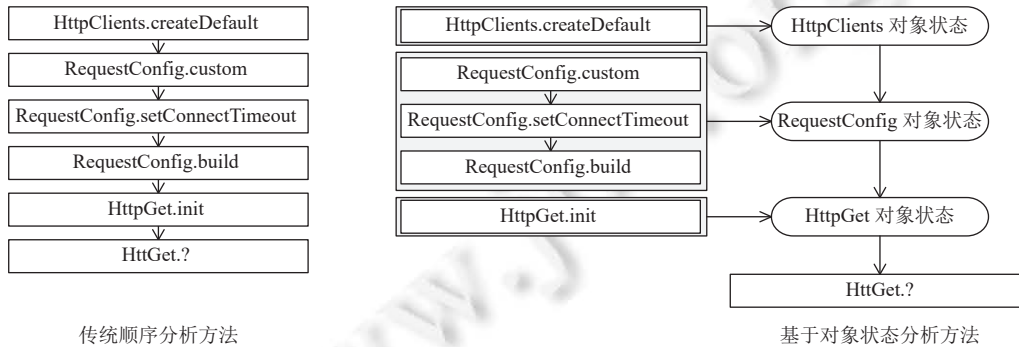 HttpClients.createDefault
RequestConfig.custom
RequestConfig.setConnectTimeout
RequestConfig.build
HttpGet.init
HttGet.?
传统顺序分析方法
HttpClients.createDefault
RequestConfig.custom
RequestConfig.setConnectTimeout
RequestConfig.build
HttpGet.init
HttpClients 对象状态
RequestConfig 对象状态
HttpGet 对象状态
HttGet.?
基于对象状态分析方法